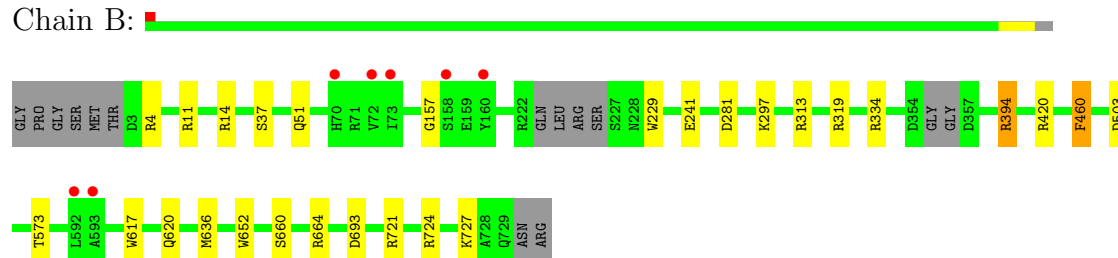 Chain B:
GLY PRO GLY SER MET THR D3 R4 R11 R14 S37 Q51 H70 R71 V72 I73 G157 S158 E159 Y160 R222 GLN LEU ARG SER S227 N228 W229 E241 D281 K297 R313 R319 R334 D354 GLY GLY D357 R394 R420 F460
T573 L592 A593 W617 Q620 M636 W652 S660 R664 D693 R721 R724 K727 A728 Q729 ASN ARG